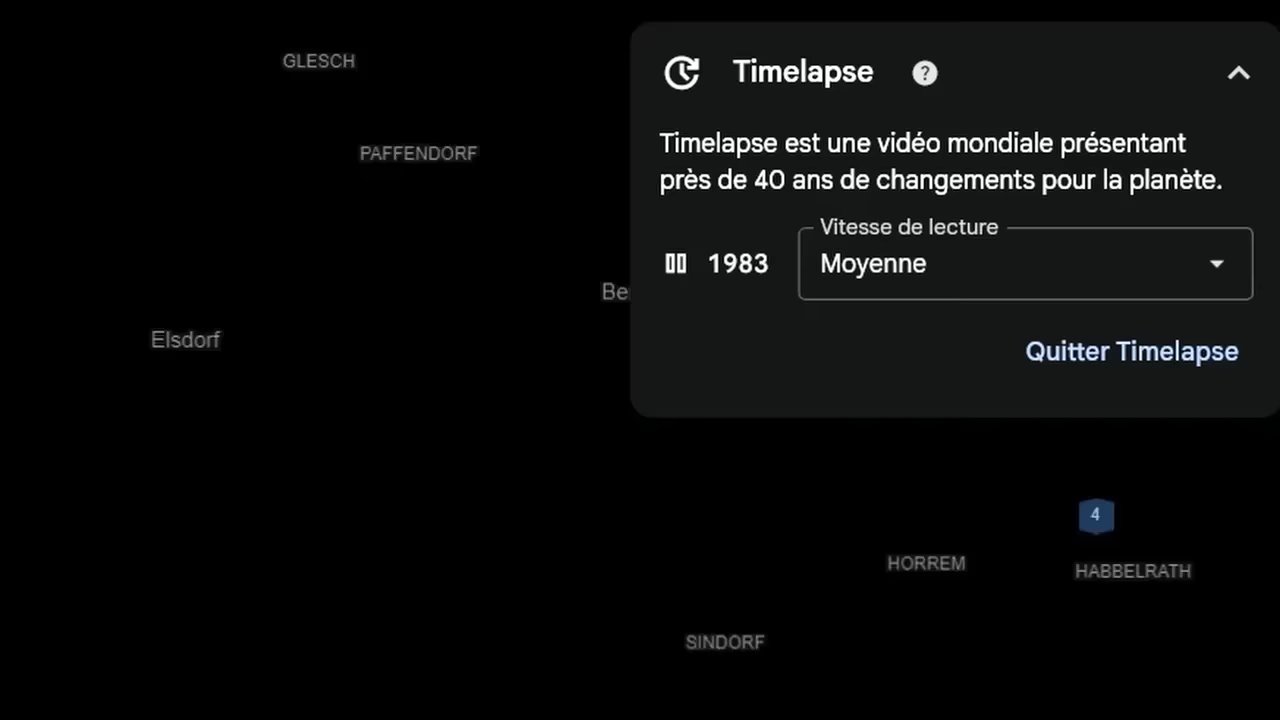 GLESCH
Timelapse ?
PAFFENDORF
Timelapse est une vidéo mondiale présentant
près de 40 ans de changements pour la planète.
Vitesse de lecture
1983
Moyenne
Be
Elsdorf
Quitter Timelapse
4
HORREM
HABBELRATH
SINDORF